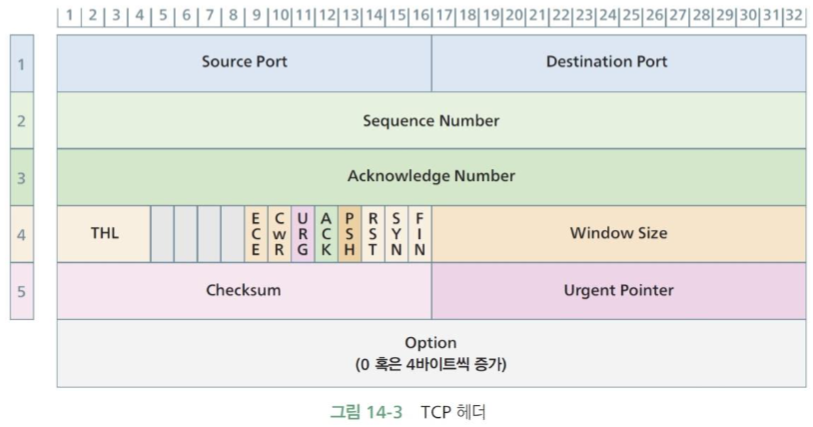 1 2 3 4 5 6 7 8 9 10 11 12 13 14 15 16 17 18 19 20 21 22 23 24 25 26 27 28 29 30 31 32
1 Source Port Destination Port
2 Sequence Number
3 Acknowledge Number
4 THL ECE CwR URG ACK PSH RST SYN FIN Window Size
5 Checksum Urgent Pointer
Option
(0 혹은 4바이트씩 증가)
그림 14-3 TCP 헤더